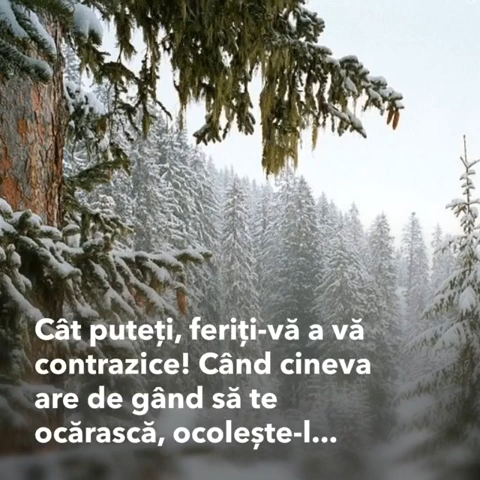 Cât puteți, feriți-vă a vă
contrazice! Când cineva
are de gând să te
ocărască, ocolește-l...